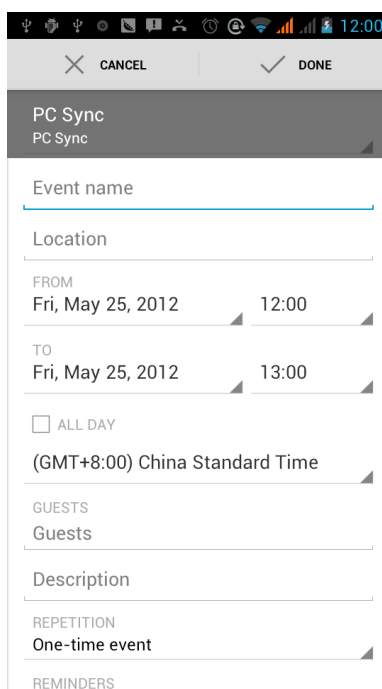 12:00
CANCEL
DONE
PC Sync
PC Sync
Event name
Location
FROM
Fri, May 25, 2012
12:00
TO
Fri, May 25, 2012
13:00
ALL DAY
(GMT+8:00) China Standard Time
GUESTS
Guests
Description
REPETITION
One-time event
REMINDERS